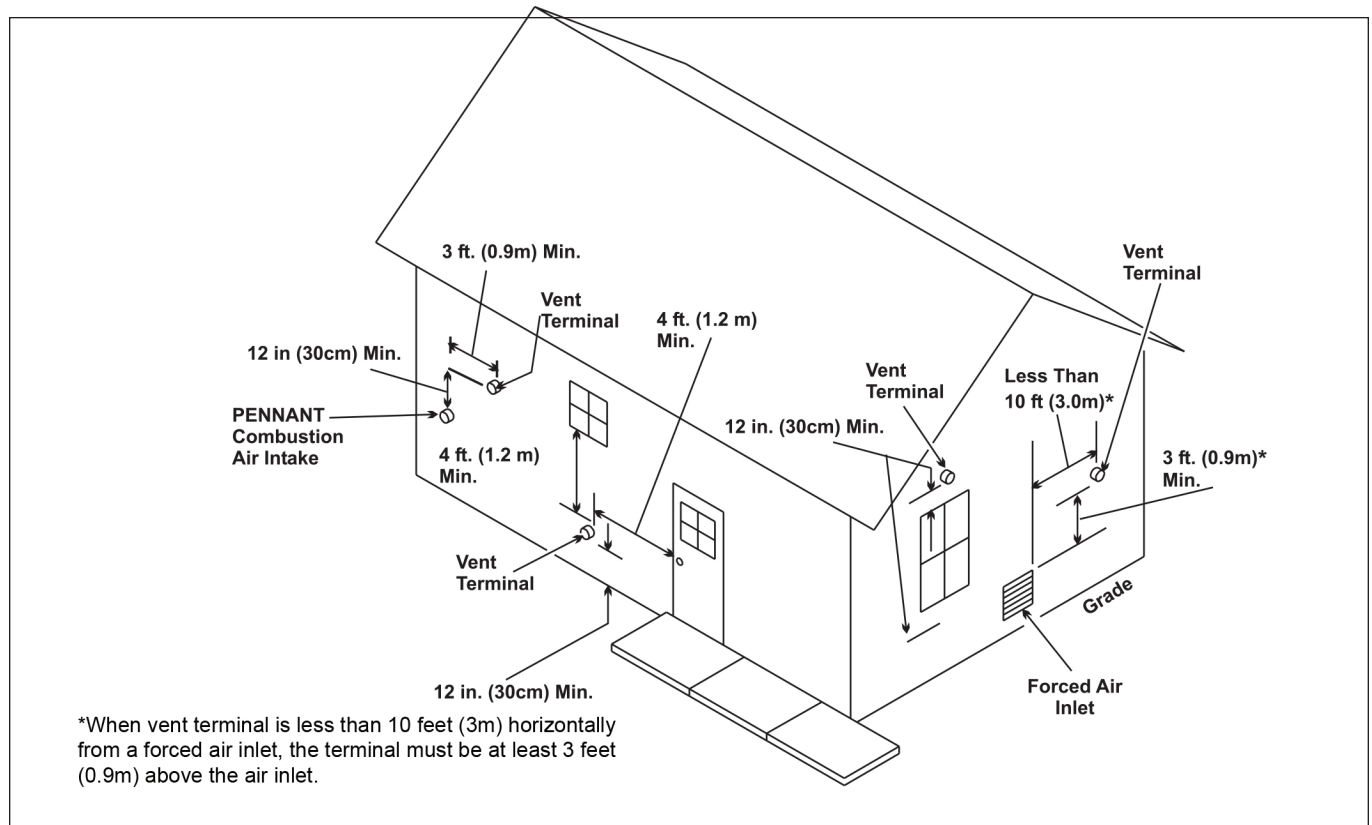 3 ft. (0.9m) Min.
Vent
Terminal
12 in (30cm) Min.
PENNANT
Combustion
Air Intake
4 ft. (1.2 m)
Min.
4 ft. (1.2 m)
Min.
Vent
Terminal
12 in. (30cm) Min.
Vent
Terminal
12 in. (30cm) Min.
Vent
Terminal
Less Than
10 ft (3.0m)*
3 ft. (0.9m)*
Min.
Grade
Forced Air
Inlet
*When vent terminal is less than 10 feet (3m) horizontally
from a forced air inlet, the terminal must be at least 3 feet
(0.9m) above the air inlet.